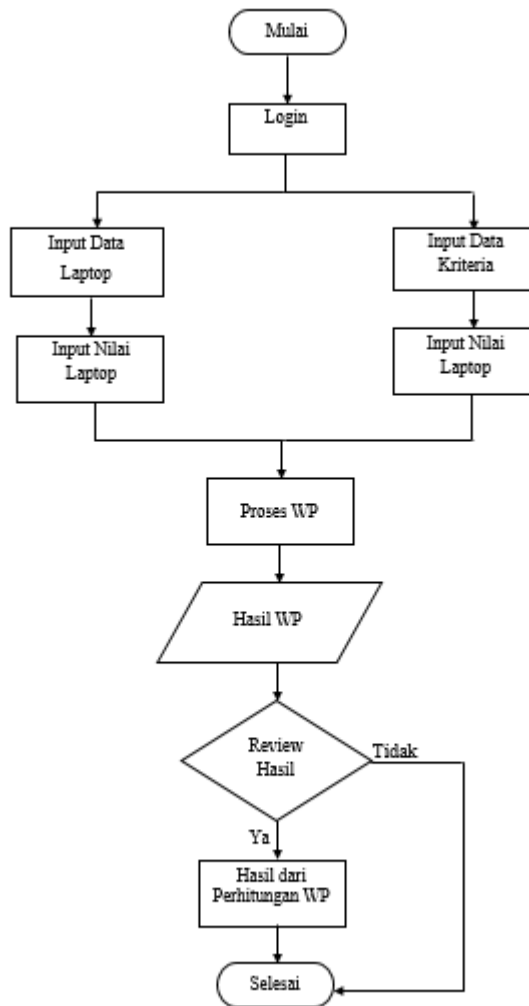 Mulai
Login
Input Data
Laptop
Input Data
Kriteria
Input Nilai
Laptop
Input Nilai
Laptop
Proses WP
Hasil WP
Review
Hasil
Tidak
Ya
Hasil dari
Perhitungan WP
Selesai